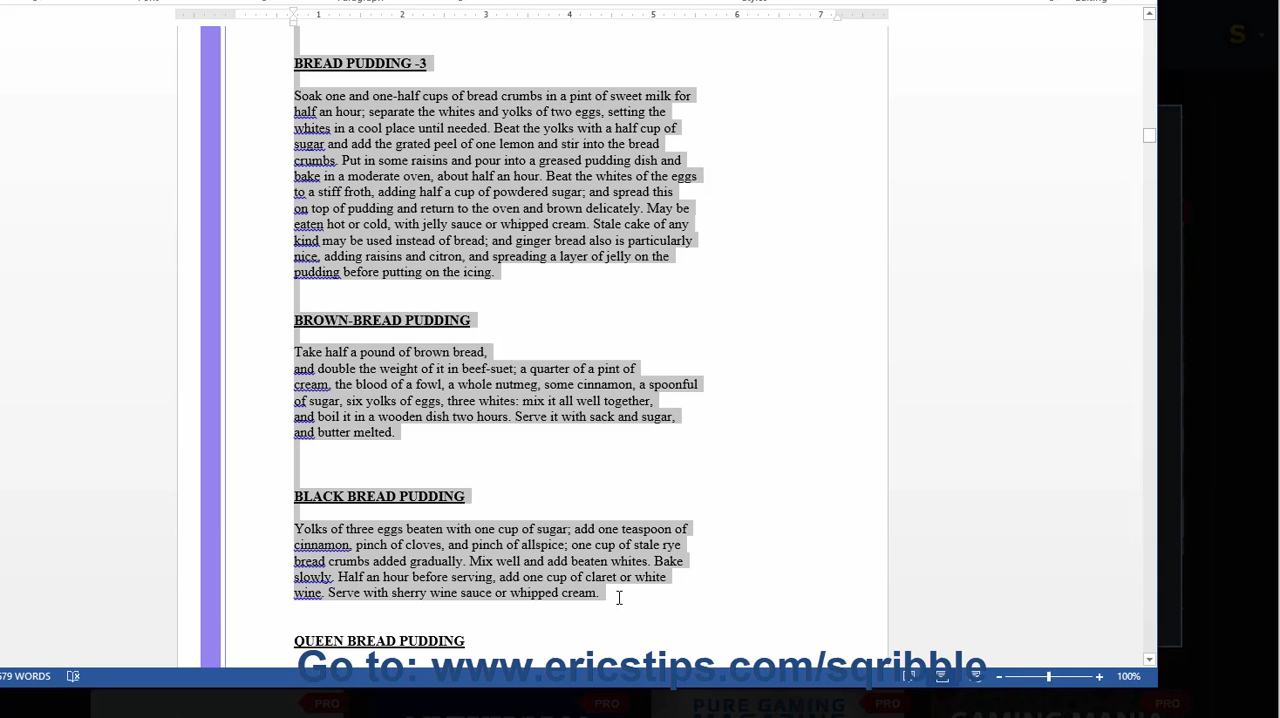 1 2 3 4 5 6 7
S
BREAD PUDDING -3
Soak one and one-half cups of bread crumbs in a pint of sweet milk for
half an hour; separate the whites and yolks of two eggs, setting the
whites in a cool place until needed. Beat the yolks with a half cup of
sugar and add the grated peel of one lemon and stir into the bread
crumbs. Put in some raisins and pour into a greased pudding dish and
bake in a moderate oven, about half an hour. Beat the whites of the eggs
to a stiff froth, adding half a cup of powdered sugar; and spread this
on top of pudding and return to the oven and brown delicately. May be
eaten hot or cold, with jelly sauce or whipped cream. Stale cake of any
kind may be used instead of bread; and ginger bread also is particularly
nice, adding raisins and citron, and spreading a layer of jelly on the
pudding before putting on the icing.
BROWN-BREAD PUDDING
Take half a pound of brown bread,
and double the weight of it in beef-suet; a quarter of a pint of
cream, the blood of a fowl, a whole nutmeg, some cinnamon, a spoonful
of sugar, six yolks of eggs, three whites: mix it all well together,
and boil it in a wooden dish two hours. Serve it with sack and sugar,
and butter melted.
BLACK BREAD PUDDING
Yolks of three eggs beaten with one cup of sugar; add one teaspoon of
cinnamon, pinch of cloves, and pinch of allspice; one cup of stale rye
bread crumbs added gradually. Mix well and add beaten whites. Bake
slowly. Half an hour before serving, add one cup of claret or white
wine. Serve with sherry wine sauce or whipped cream.
QUEEN BREAD PUDDING
Go to: www.ericstips.com/sqribble
579 WORDS
100%
PRO PRO PURE GAMING PRO